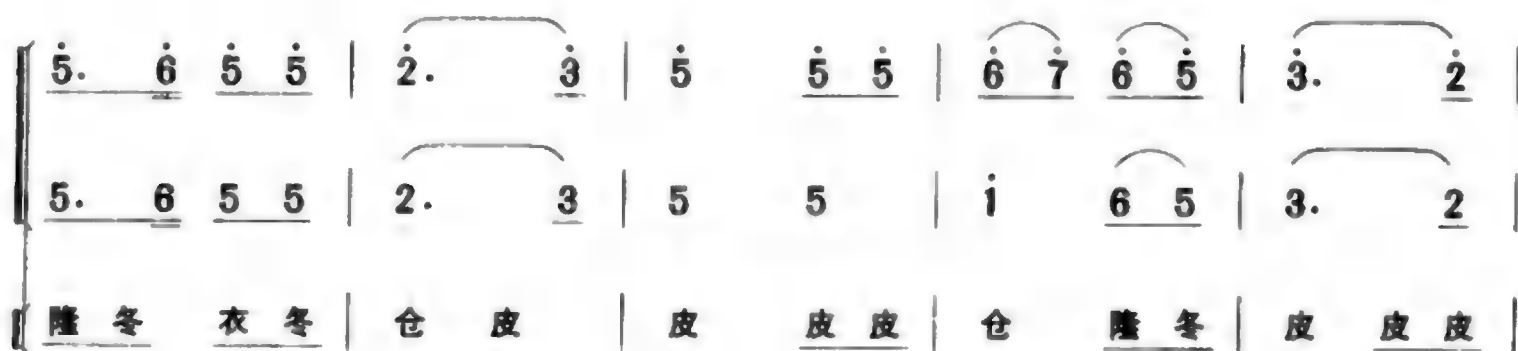 5̇. 6̇ 5̇ 5̇ | 2̇. 3̇ | 5̇ 5̇ 5̇ | 6̇ 7̇ 6̇ 5̇ | 3̇. 2̇ |
5. 6 5 5 | 2. 3 | 5 5 | 1̇ 6 5 | 3. 2 |
隆 冬 衣 冬 | 仓 皮 | 皮 皮 皮 | 仓 隆 冬 | 皮 皮 皮 |